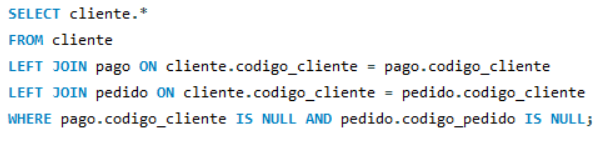 SELECT cliente.*
FROM cliente
LEFT JOIN pago ON cliente.codigo_cliente = pago.codigo_cliente
LEFT JOIN pedido ON cliente.codigo_cliente = pedido.codigo_cliente
WHERE pago.codigo_cliente IS NULL AND pedido.codigo_pedido IS NULL;